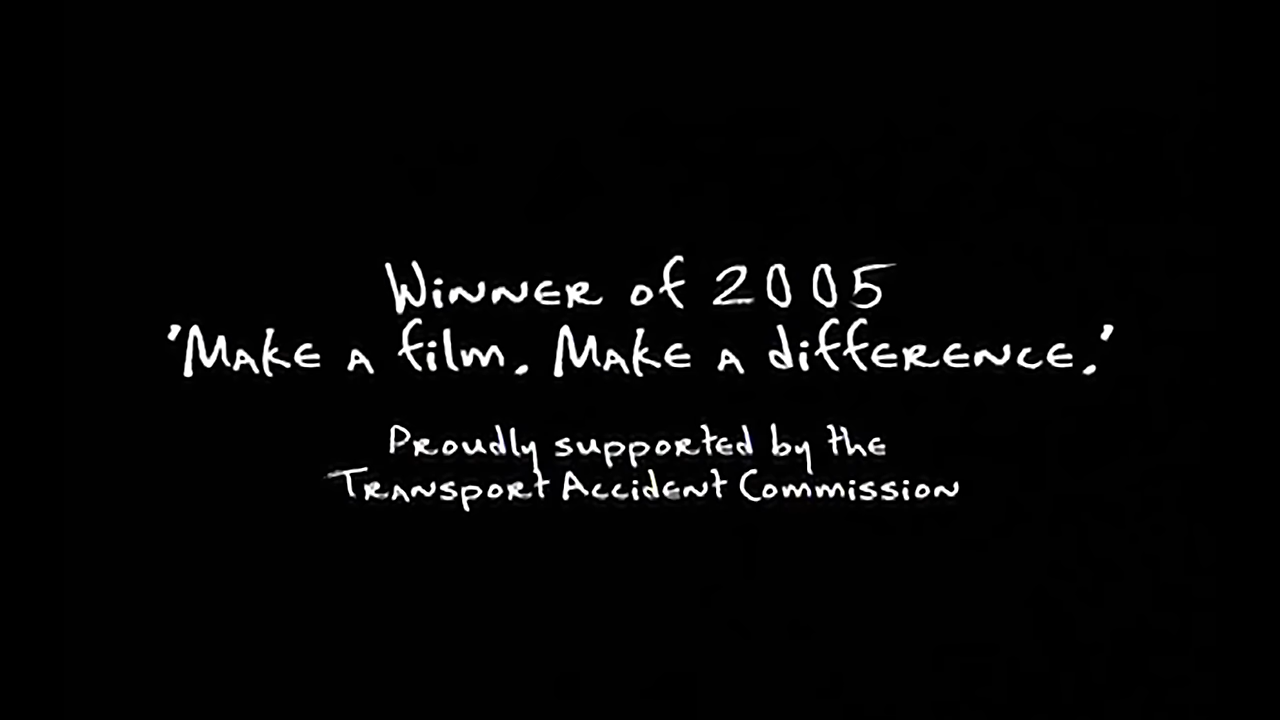 Winner of 2005
'Make a film. Make a difference.'
Proudly supported by the
Transport Accident Commission